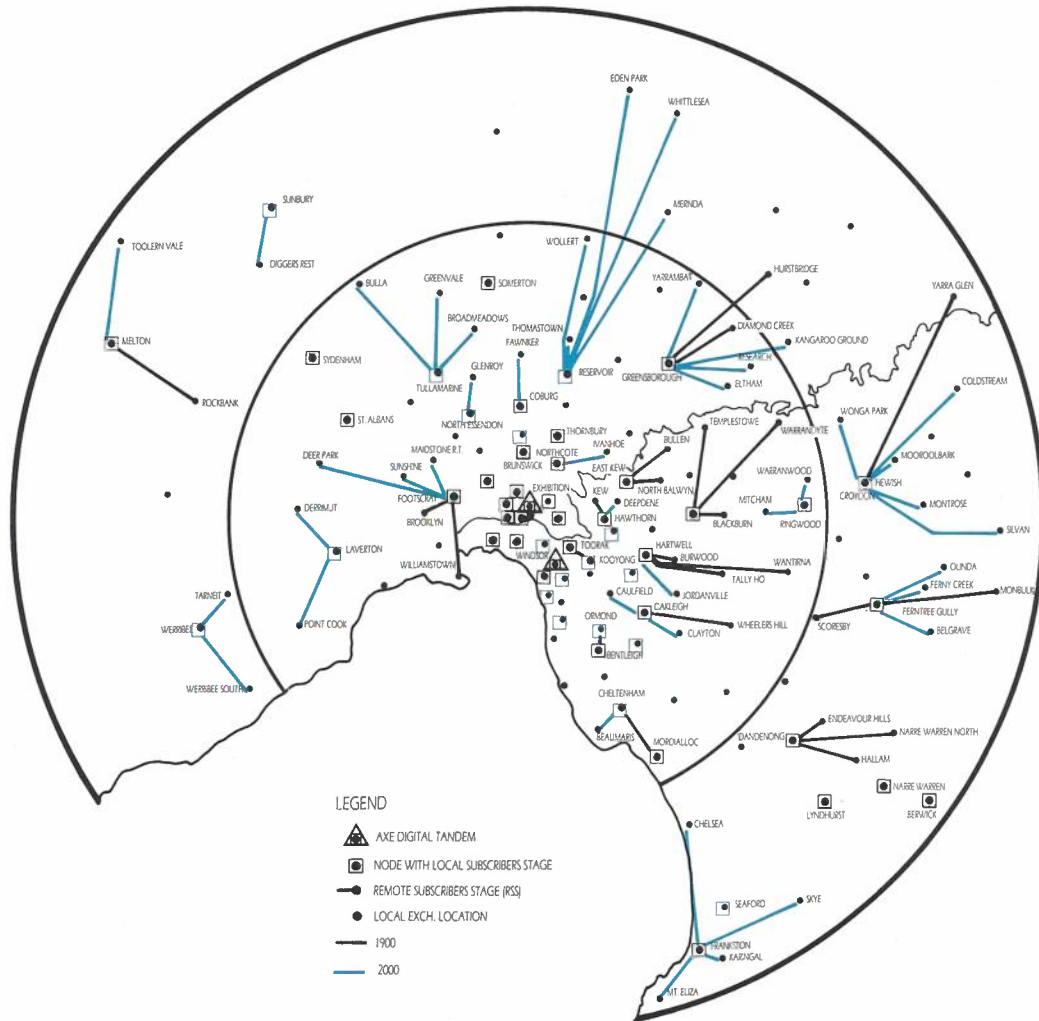 EDEN PARK
WHITTLESEA
SUNBURY
MERNDA
TOOLERN VALE
WOLLERT
DIGGERS REST
HURSTBRIDGE
BULLA
GREENVALE
SOMERTON
YARRAMBAT
YARRA GLEN
BROADMEADOWS
THOMASTOWN
DIAMOND CREEK
MELTON
FAWKNER
KANGAROO GROUND
SYDENHAM
GLENROY
RESEARCH
TULLAMARINE
RESERVOIR
GREENSBOROUGH
ELTHAM
COLDSTREAM
ROCKBANK
COBURG
NORTH ESSENDON
ST. ALBANS
TEMPLESTOWE
WONGA PARK
THORNBURY
WARRANDYTE
BULLEN
IVANHOE
NORTHCOTE
DEER PARK
MAIDSTONE R.T.
BRUNSWICK
MOOROOLBARK
EAST KEW
WARRANWOOD
SUNSHINE
HEWISH
NORTH BALWYN
EXHIBITION
KEW
FOOTSCRAY
MITCHAM
CROYDON
DEEPDENE
MONTROSE
DERRIMUT
BROOKLYN
HAWTHORN
BLACKBURN
RINGWOOD
SILVAN
TOORAK
HARTWELL
LAVERTON
WINDSOR
KOOYONG
BURWOOD
WILLIAMSTOWN
TALLY HO
WANTIRNA
OLINDA
FERNY CREEK
TARNEIT
CAULFIELD
JORDANVILLE
MONBULK
OAKLEIGH
FERNTREE GULLY
ORMOND
POINT COOK
WHEELERS HILL
SCORESBY
WERRIBEE
CLAYTON
BELGRAVE
BENTLEIGH
WERRIBEE SOUTH
CHELTENHAM
ENDEAVOUR HILLS
BEAUMARIS
MORDIALLOC
DANDENONG
NARRE WARREN NORTH
HALLAM
NARRE WARREN
LYNDHURST
BERWICK
LEGEND
CHELSEA
AXE DIGITAL TANDEM
NODE WITH LOCAL SUBSCRIBERS STAGE
REMOTE SUBSCRIBERS STAGE (RSS)
SEAFORD
SKYE
LOCAL EXCH. LOCATION
1900
FRANKSTON
KARINGAL
2000
MT. ELIZA